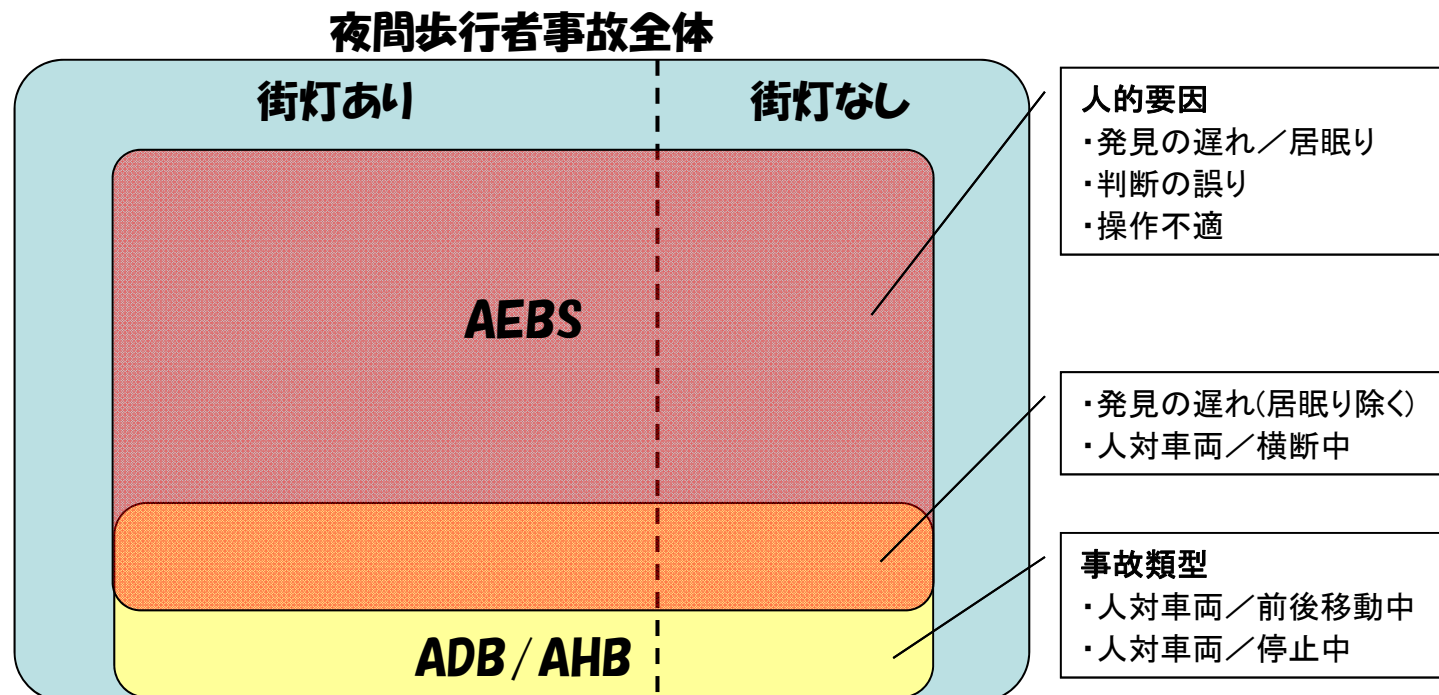 夜間歩行者事故全体
街灯あり
街灯なし
AEBS
ADB/AHB
人的要因
・発見の遅れ／居眠り
・判断の誤り
・操作不適
・発見の遅れ(居眠り除く)
・人対車両／横断中
事故類型
・人対車両／前後移動中
・人対車両／停止中